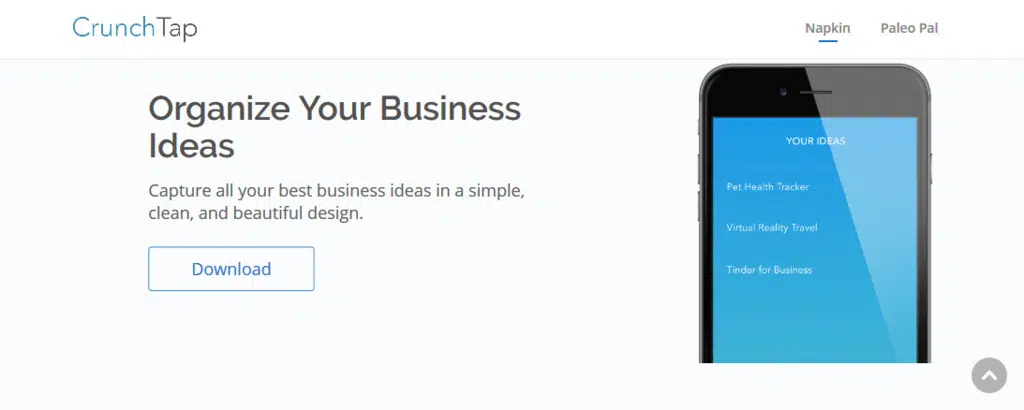 CrunchTap
Napkin
Paleo Pal
Organize Your Business
Ideas
Capture all your best business ideas in a simple,
clean, and beautiful design.
Download
YOUR IDEAS
Pet Health Tracker
Virtual Reality Travel
Tinder for Business